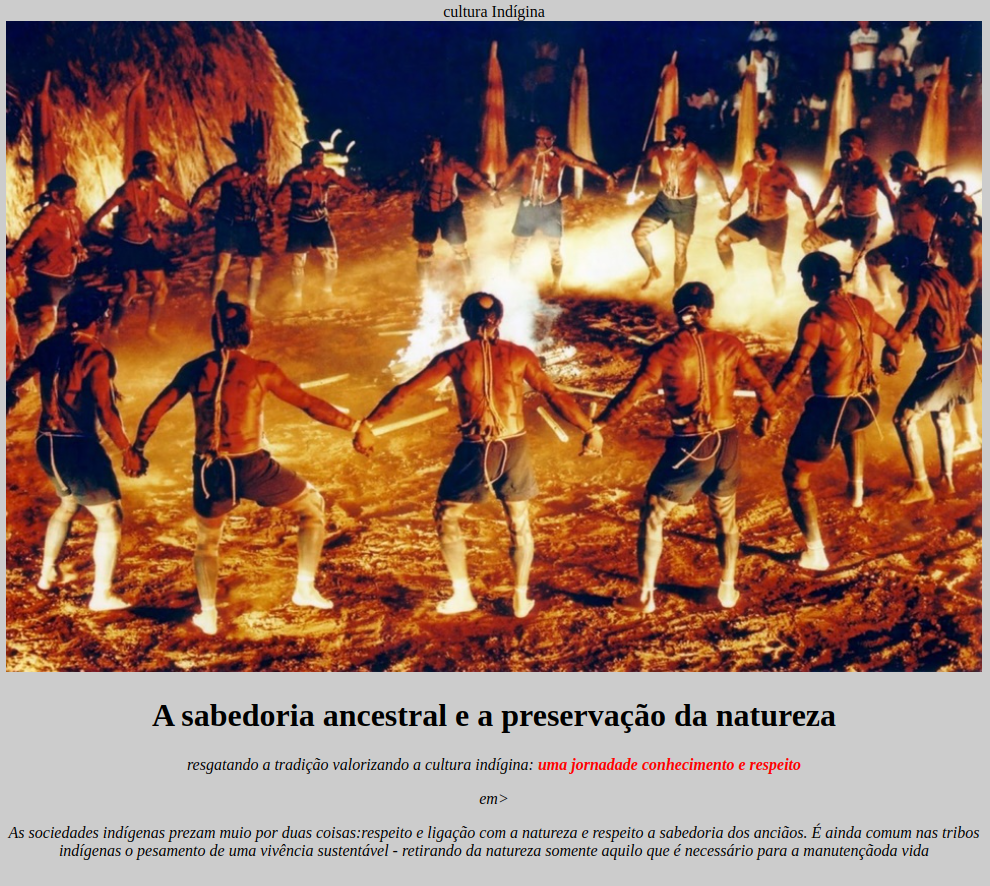 cultura Indígina
A sabedoria ancestral e a preservação da natureza
resgatando a tradição valorizando a cultura indígina: uma jornadade conhecimento e respeito
em>
As sociedades indígenas prezam muio por duas coisas:respeito e ligação com a natureza e respeito a sabedoria dos anciãos. É ainda comum nas tribos
indígenas o pesamento de uma vivência sustentável - retirando da natureza somente aquilo que é necessário para a manutençãoda vida